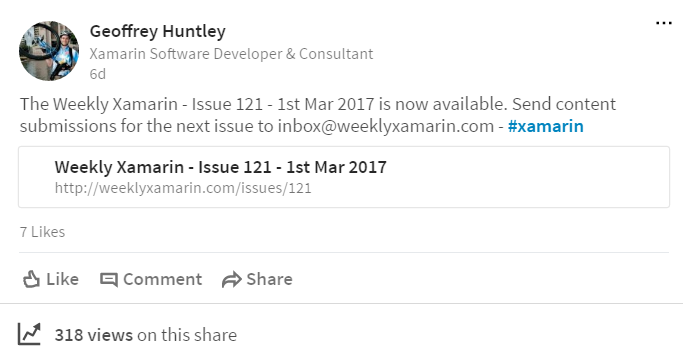 Geoffrey Huntley
Xamarin Software Developer & Consultant
6d
The Weekly Xamarin - Issue 121 - 1st Mar 2017 is now available. Send content
submissions for the next issue to inbox@weeklyxamarin.com - #xamarin
Weekly Xamarin - Issue 121 - 1st Mar 2017
http://weeklyxamarin.com/issues/121
7 Likes
Like Comment Share
318 views on this share